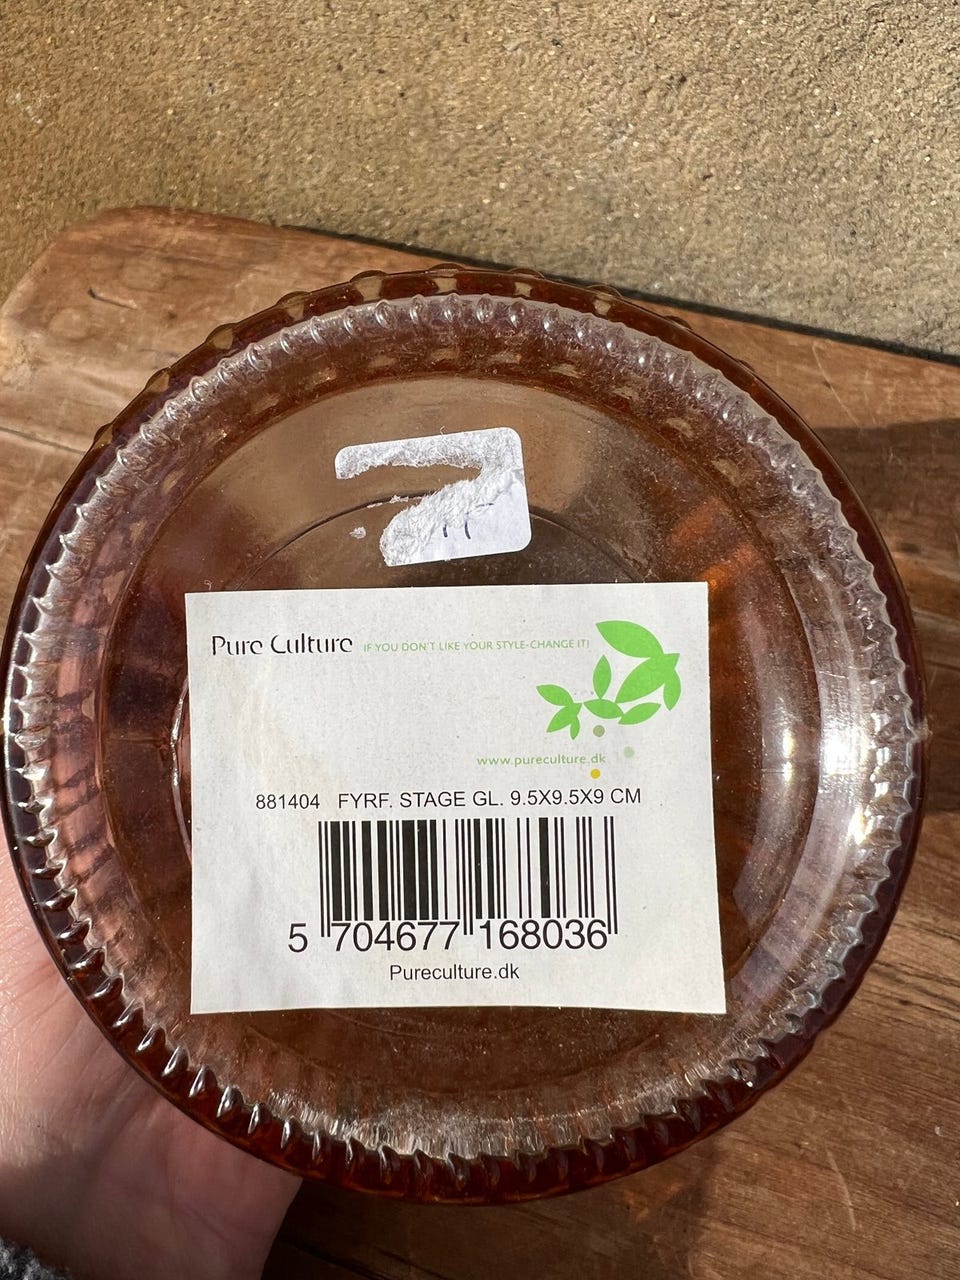 Pure Culture IF YOU DON'T LIKE YOUR STYLE-CHANGE IT!
www.pureculture.dk
881404 FYRF. STAGE GL. 9.5X9.5X9 CM
5 704677 168036
Pureculture.dk